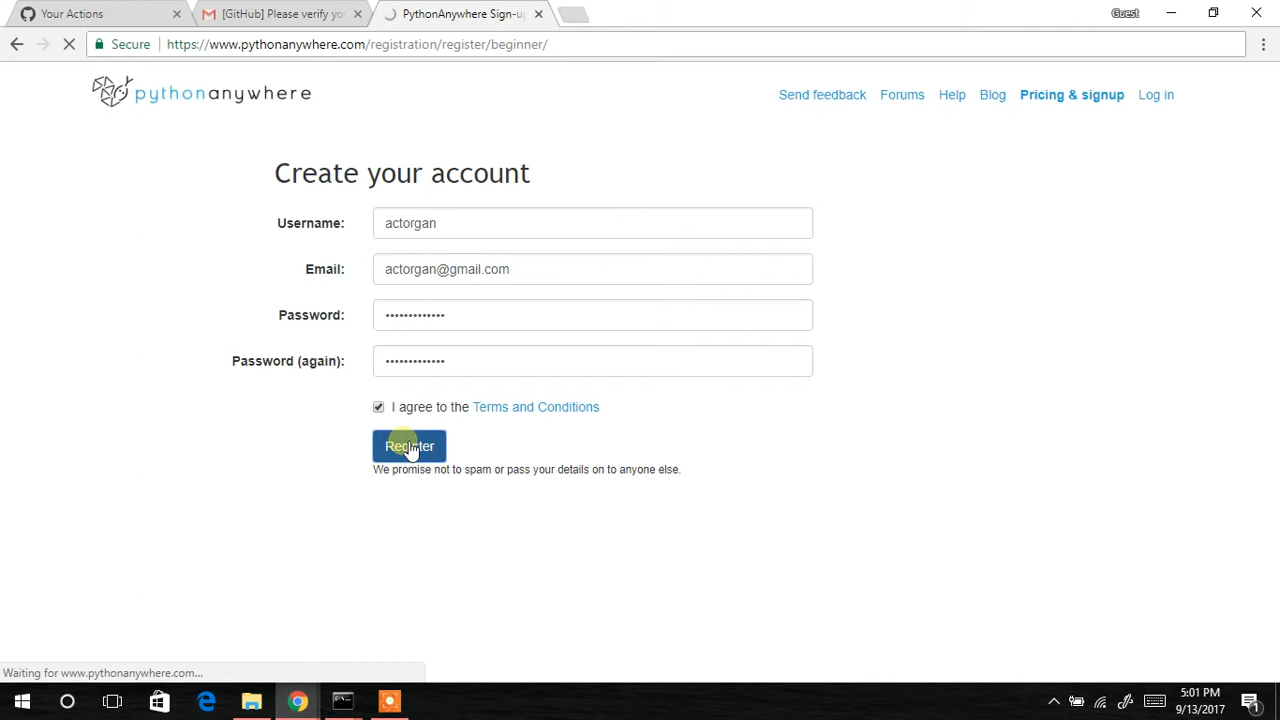 Your Actions
[GitHub] Please verify yo
PythonAnywhere Sign-u
Guest
Secure
https://www.pythonanywhere.com/registration/register/beginner/
pythonanywhere
Send feedback
Forums
Help
Blog
Pricing & signup
Log in
Create your account
Username:
actorgan
Email:
actorgan@gmail.com
Password:
•••••••••••••
Password (again):
•••••••••••••
I agree to the Terms and Conditions
Register
We promise not to spam or pass your details on to anyone else.
Waiting for www.pythonanywhere.com...
5:01 PM
9/13/2017
1